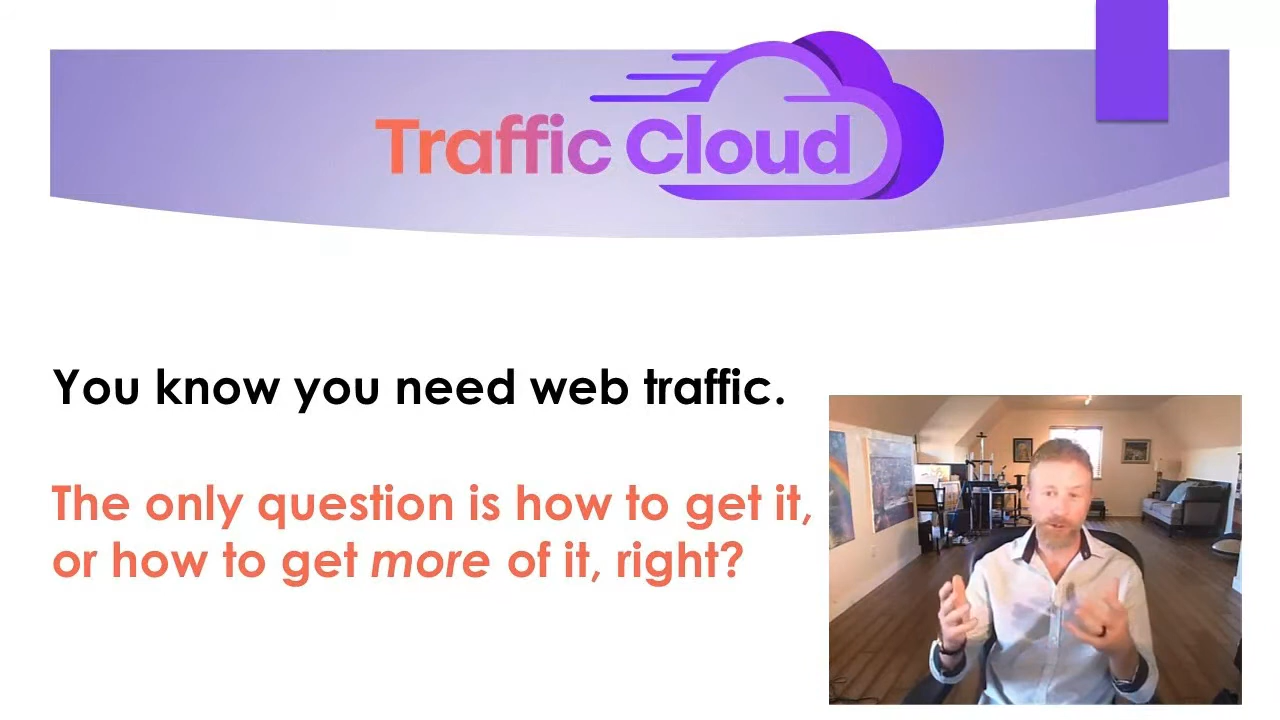 Traffic Cloud
You know you need web traffic.
The only question is how to get it,
or how to get more of it, right?